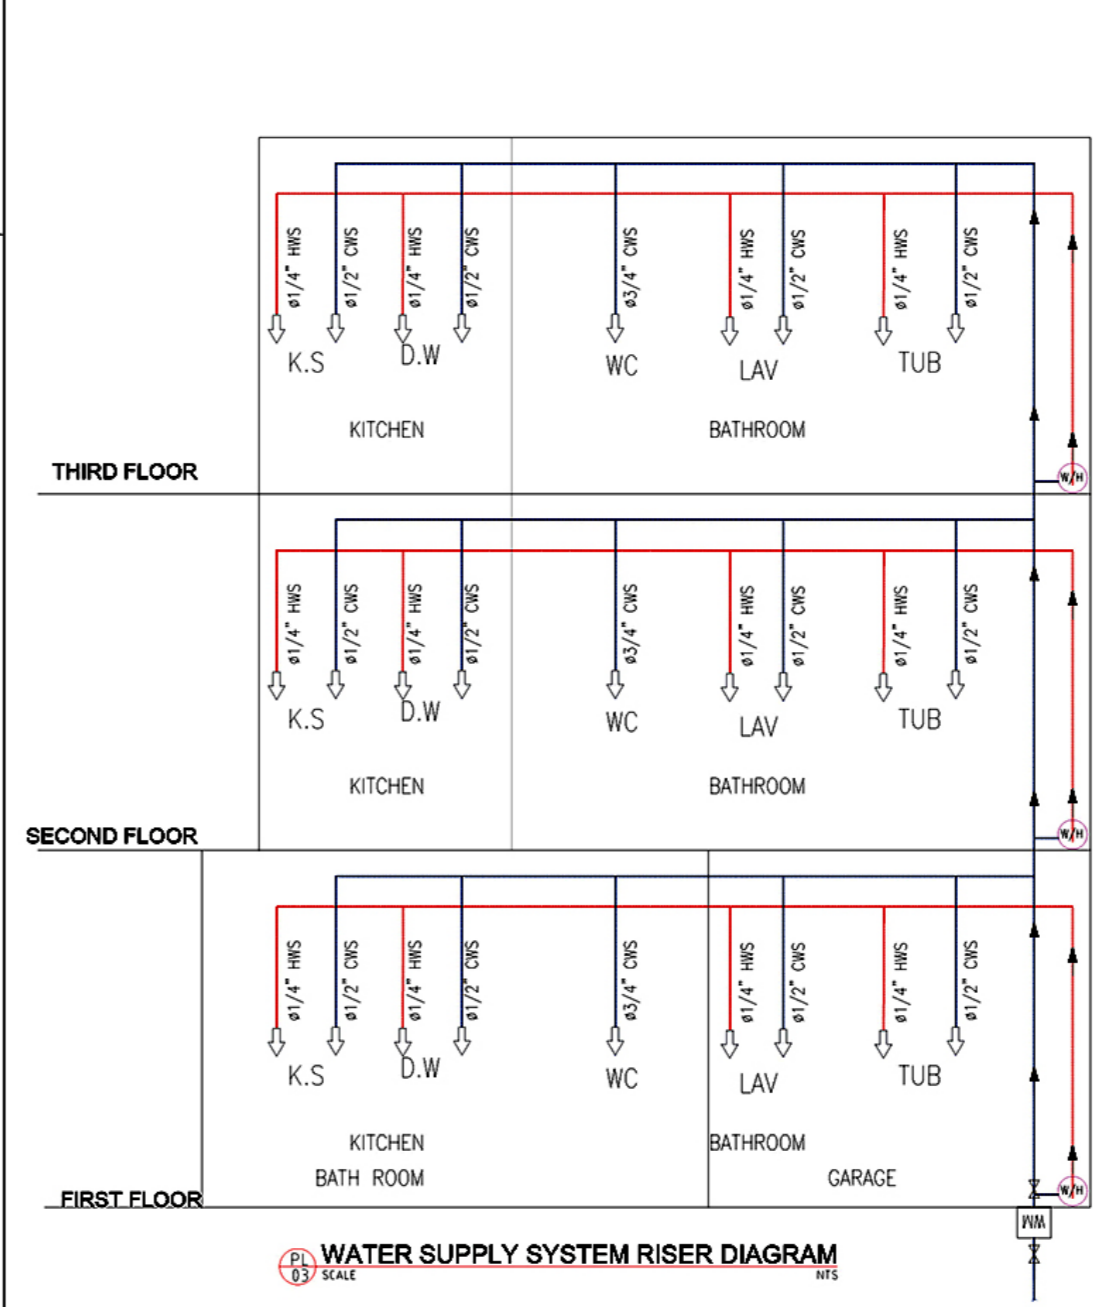 ø1/4" HWS
ø1/2" CWS
ø1/4" HWS
ø1/2" CWS
ø3/4" CWS
ø1/4" HWS
ø1/2" CWS
ø1/4" HWS
ø1/2" CWS
K.S
D.W
WC
LAV
TUB
KITCHEN
BATHROOM
THIRD FLOOR
W/H
ø1/4" HWS
ø1/2" CWS
ø1/4" HWS
ø1/2" CWS
ø3/4" CWS
ø1/4" HWS
ø1/2" CWS
ø1/4" HWS
ø1/2" CWS
K.S
D.W
WC
LAV
TUB
KITCHEN
BATHROOM
SECOND FLOOR
W/H
ø1/4" HWS
ø1/2" CWS
ø1/4" HWS
ø1/2" CWS
ø3/4" CWS
ø1/4" HWS
ø1/2" CWS
ø1/4" HWS
ø1/2" CWS
K.S
D.W
WC
LAV
TUB
KITCHEN
BATHROOM
BATH ROOM
GARAGE
FIRST FLOOR
W/H
WM
PL
03
WATER SUPPLY SYSTEM RISER DIAGRAM
SCALE
NTS